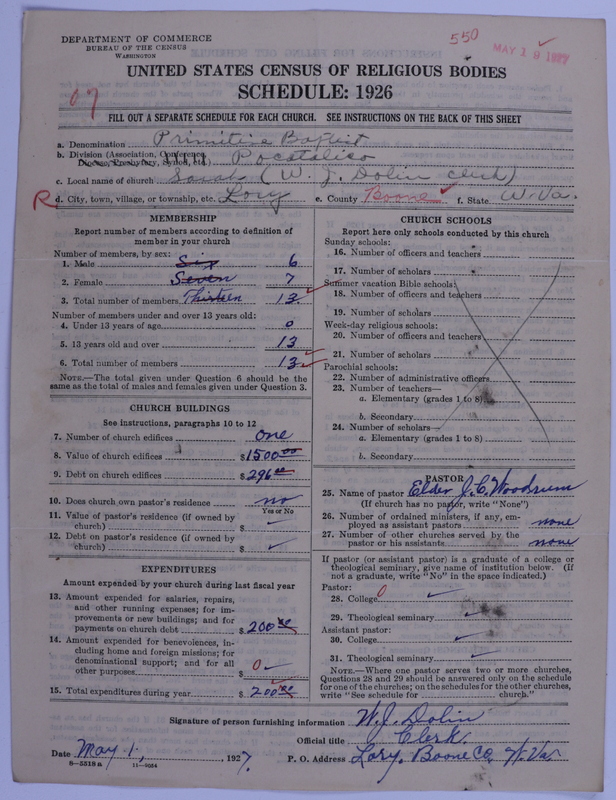 DEPARTMENT OF COMMERCE
BUREAU OF THE CENSUS
WASHINGTON
550
MAY 19 1927
UNITED STATES CENSUS OF RELIGIOUS BODIES
SCHEDULE: 1926
07
FILL OUT A SEPARATE SCHEDULE FOR EACH CHURCH. SEE INSTRUCTIONS ON THE BACK OF THIS SHEET
a. Denomination Primitive Baptist
b. Division (Association, Conference, Diocese, Presbytery, Synod, etc.) Pocatalico
c. Local name of church Sarah (W. J. Dolin clerk)
R d. City, town, village, or township, etc. Lory e. County Boone f. State W. Va.
MEMBERSHIP
Report number of members according to definition of member in your church
Number of members, by sex:
1. Male Six 6
2. Female Seven 7
3. Total number of members Thirteen 13
Number of members under and over 13 years old:
4. Under 13 years of age 0
5. 13 years old and over 13
6. Total number of members 13
NOTE.—The total given under Question 6 should be the same as the total of males and females given under Question 3.
CHURCH BUILDINGS
See instructions, paragraphs 10 to 12
7. Number of church edifices one
8. Value of church edifices $1500 00
9. Debt on church edifices $296 00
10. Does church own pastor's residence no
Yes or No
11. Value of pastor's residence (if owned by church) $
12. Debt on pastor's residence (if owned by church) $
EXPENDITURES
Amount expended by your church during last fiscal year
13. Amount expended for salaries, repairs, and other running expenses; for improvements or new buildings; and for payments on church debt $200 00
14. Amount expended for benevolences, including home and foreign missions; for denominational support; and for all other purposes 0 $
15. Total expenditures during year $200 00
CHURCH SCHOOLS
Report here only schools conducted by this church
Sunday schools:
16. Number of officers and teachers
17. Number of scholars
Summer vacation Bible schools:
18. Number of officers and teachers
19. Number of scholars
Week-day religious schools:
20. Number of officers and teachers
21. Number of scholars
Parochial schools:
22. Number of administrative officers
23. Number of teachers—
a. Elementary (grades 1 to 8)
b. Secondary
24. Number of scholars—
a. Elementary (grades 1 to 8)
b. Secondary
PASTOR
25. Name of pastor Elder J. C. Woodrum
(If church has no pastor, write "None")
26. Number of ordained ministers, if any, employed as assistant pastors none
27. Number of other churches served by the pastor or his assistants none
If pastor (or assistant pastor) is a graduate of a college or theological seminary, give name of institution below. (If not a graduate, write "No" in the space indicated.)
Pastor:
28. College 0
29. Theological seminary
Assistant pastor:
30. College
31. Theological seminary
NOTE.—Where one pastor serves two or more churches, Questions 28 and 29 should be answered only on the schedule for one of the churches; on the schedules for the other churches, write "See schedule for church."
Signature of person furnishing information W. J. Dolin
Official title Clerk
Date May 1, 1927. P. O. Address Lory, Boone Co. W. Va
8—5318 a 11—9054